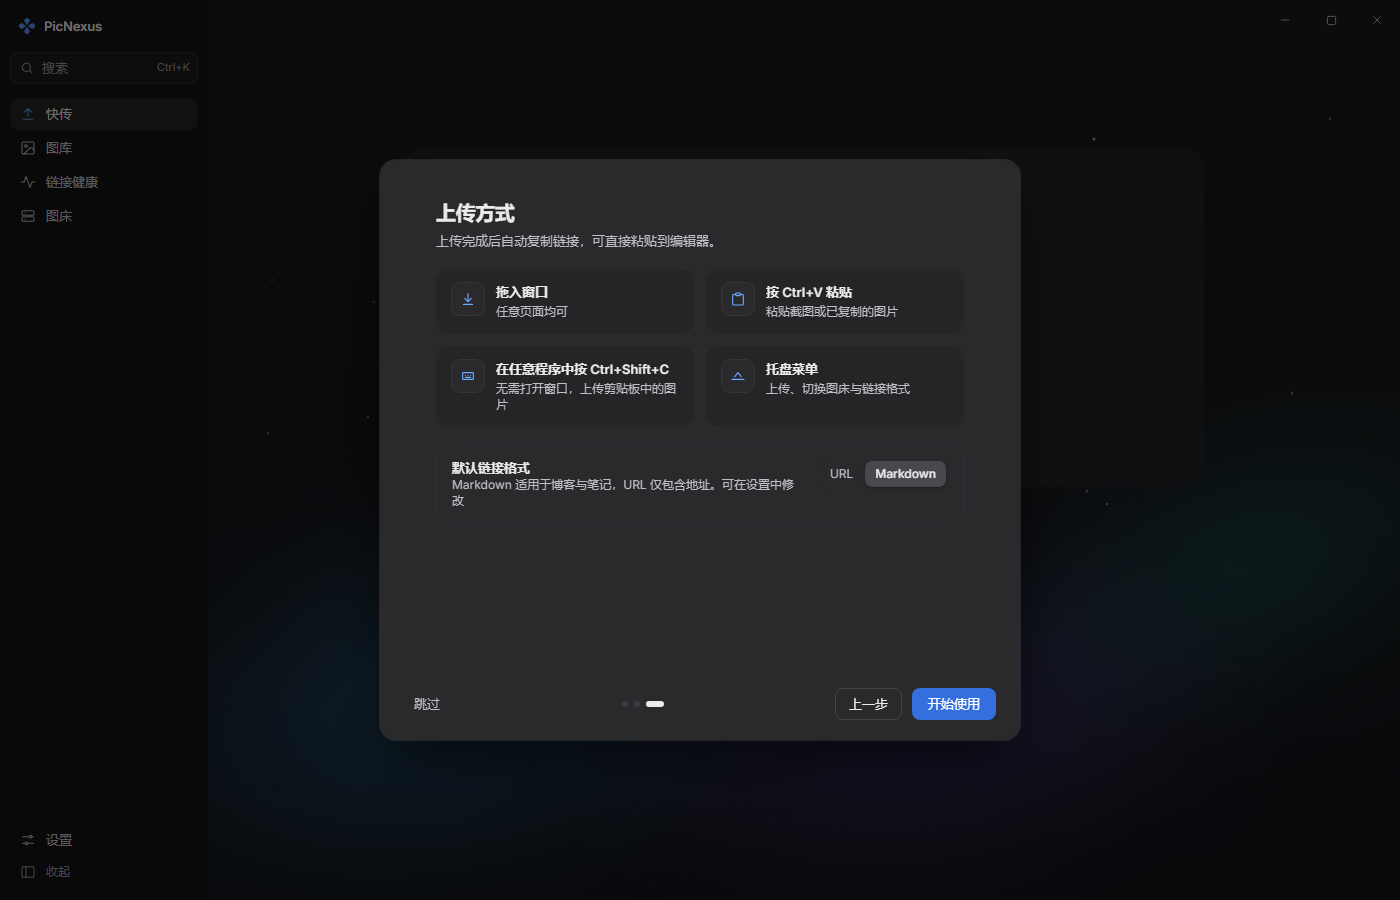 PicNexus
搜索 Ctrl+K
快传
图库
链接健康
图床
上传方式
上传完成后自动复制链接，可直接粘贴到编辑器。
拖入窗口
任意页面均可
按 Ctrl+V 粘贴
粘贴截图或已复制的图片
在任意程序中按 Ctrl+Shift+C
无需打开窗口，上传剪贴板中的图
片
托盘菜单
上传、切换图床与链接格式
默认链接格式
Markdown 适用于博客与笔记，URL 仅包含地址。可在设置中修
改
URL Markdown
跳过
上一步
开始使用
设置
收起